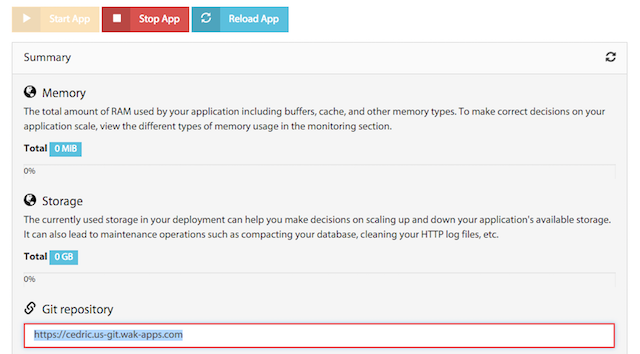 Start App Stop App Reload App
Summary
Memory
The total amount of RAM used by your application including buffers, cache, and other memory types. To make correct decisions on your
application scale, view the different types of memory usage in the monitoring section.
Total 0 MIB
0%
Storage
The currently used storage in your deployment can help you make decisions on scaling up and down your application's available storage.
It can also lead to maintenance operations such as compacting your database, cleaning your HTTP log files, etc.
Total 0 GB
0%
Git repository
https://cedric.us-git.wak-apps.com